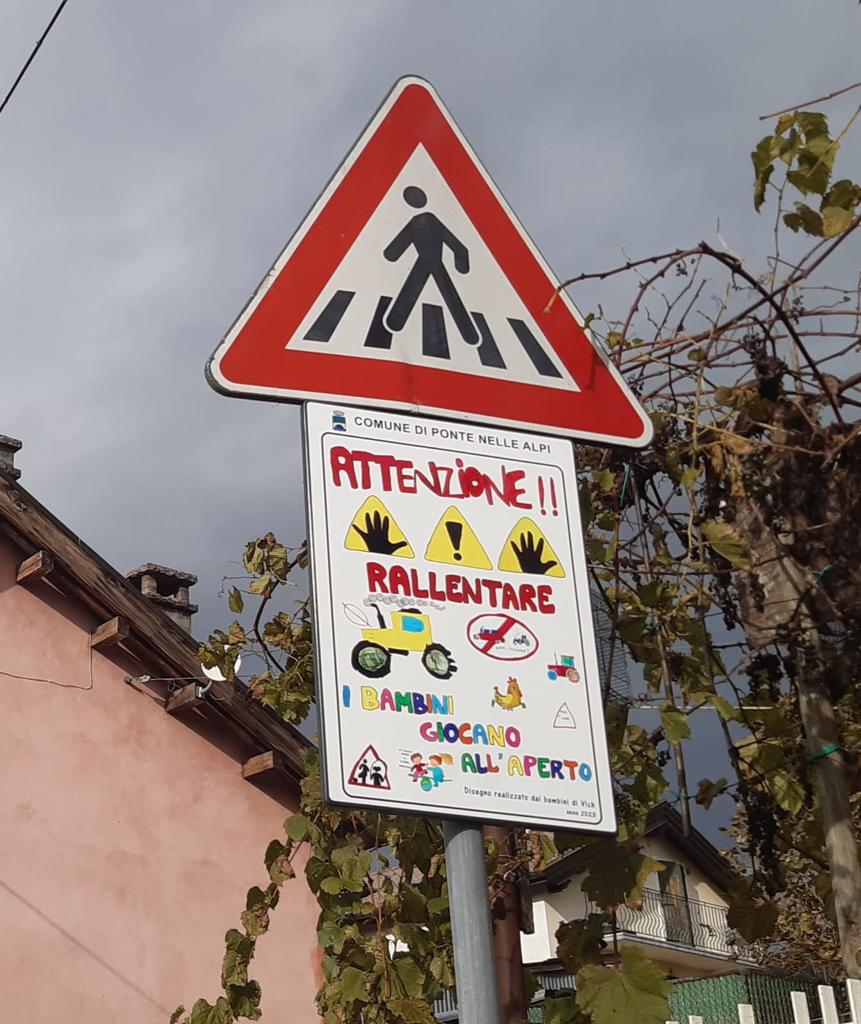 COMUNE DI PONTE NELLE ALPI
ATTENZIONE!!
RALLENTARE
I BAMBINI
GIOCANO
ALL'APERTO
Disegno realizzato dai bambini di Vich
anno 2023